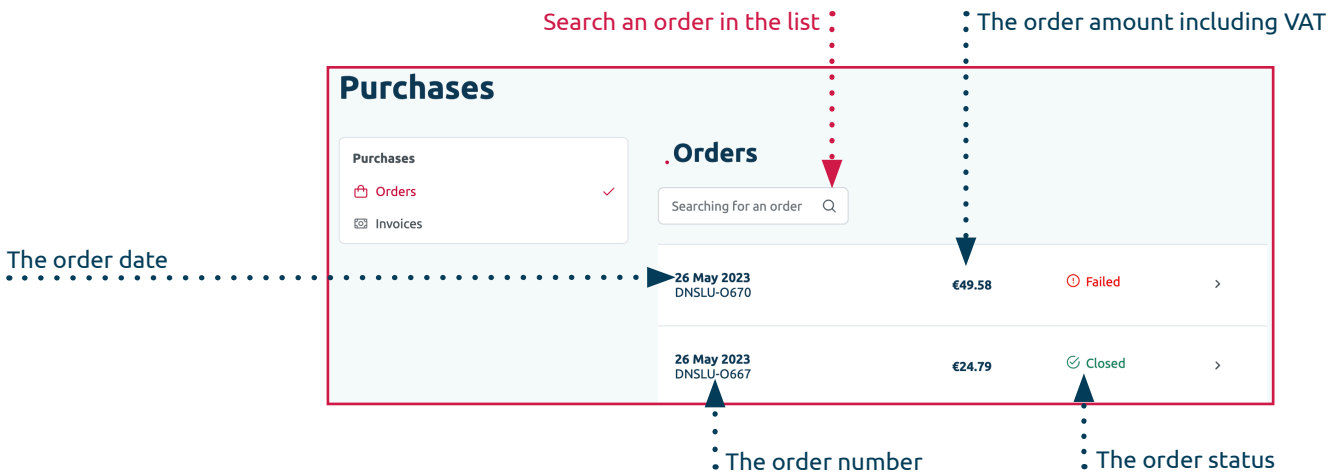 Search an order in the list
The order amount including VAT
Purchases
Purchases
Orders
Invoices
Orders
Searching for an order
The order date
26 May 2023
DNSLU-O670
€49.58
Failed
26 May 2023
DNSLU-O667
€24.79
Closed
The order number
The order status